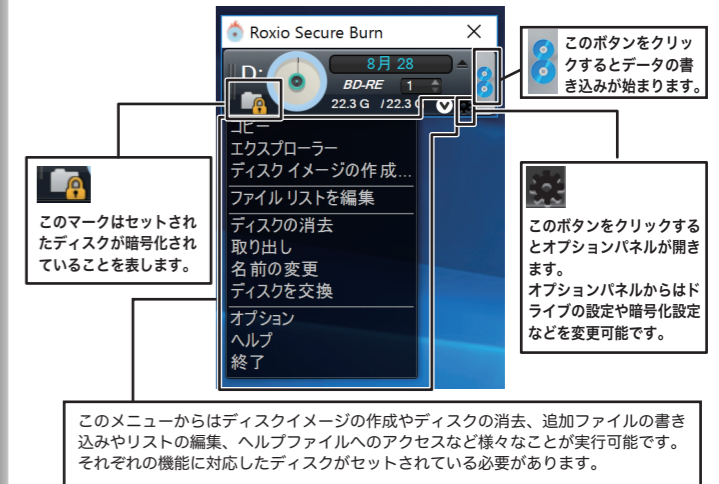 Roxio Secure Burn
D:
8月 28
BD-RE 1
22.3 G / 22.3 G
コピー
エクスプローラー
ディスク イメージの作成...
ファイル リストを編集
ディスクの消去
取り出し
名前の変更
ディスクを交換
オプション
ヘルプ
終了
このボタンをクリッ
クするとデータの書
き込みが始まります。
このマークはセットされ
たディスクが暗号化され
ていることを表します。
このボタンをクリックする
とオプションパネルが開き
ます。
オプションパネルからはド
ライブの設定や暗号化設定
などを変更可能です。
このメニューからはディスクイメージの作成やディスクの消去、追加ファイルの書き
込みやリストの編集、ヘルプファイルへのアクセスなど様々なことが実行可能です。
それぞれの機能に対応したディスクがセットされている必要があります。